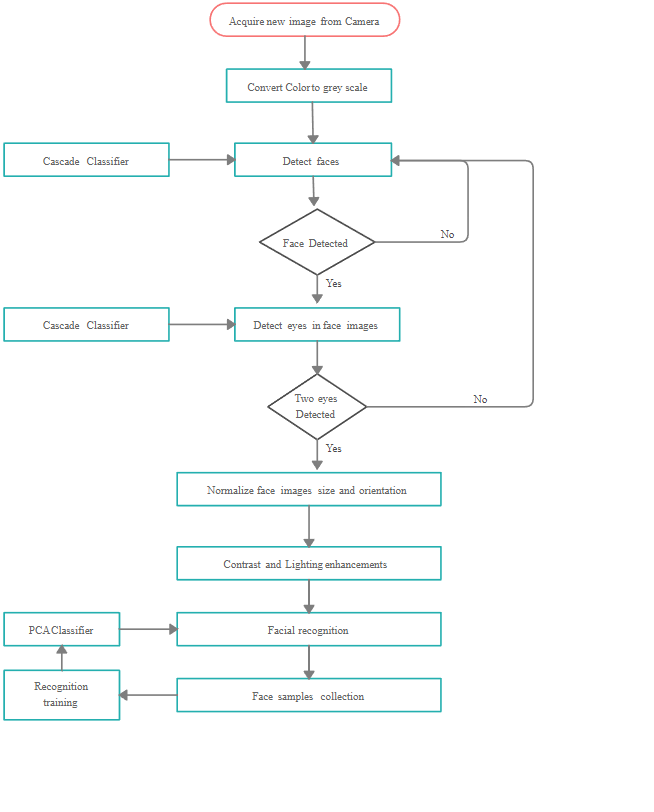 Acquire new image from Camera
Convert Color to grey scale
Cascade Classifier
Detect faces
Face Detected
No
Yes
Cascade Classifier
Detect eyes in face images
Two eyes
Detected
No
Yes
Normalize face images size and orientation
Contrast and Lighting enhancements
PCA Classifier
Facial recognition
Recognition
training
Face samples collection